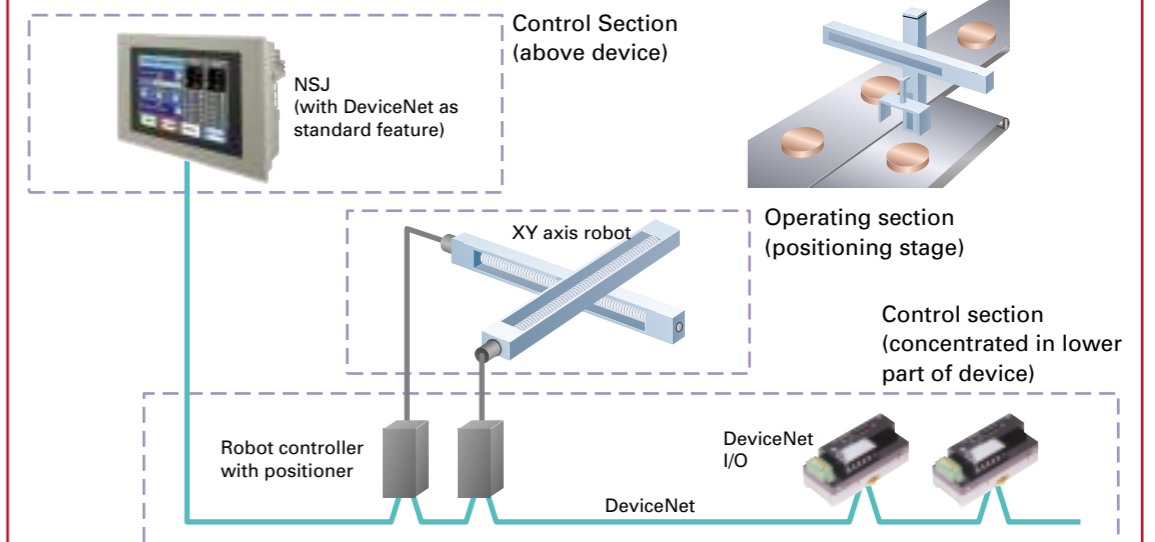 Control Section
(above device)
NSJ
(with DeviceNet as
standard feature)
Operating section
(positioning stage)
XY axis robot
Control section
(concentrated in lower
part of device)
Robot controller
with positioner
DeviceNet
I/O
DeviceNet